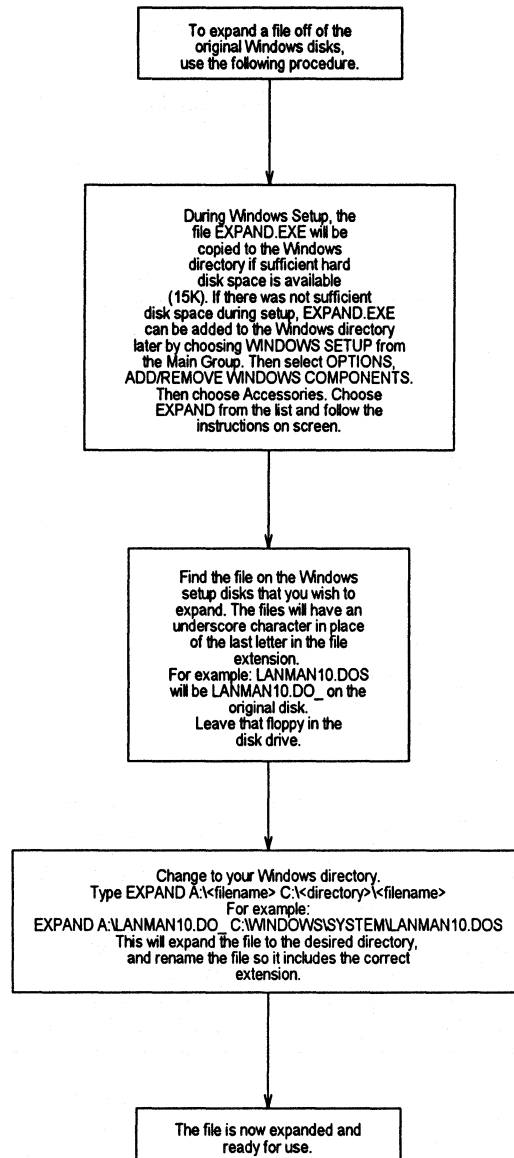 To expand a file off of the
original Windows disks,
use the following procedure.
During Windows Setup, the
file EXPAND.EXE will be
copied to the Windows
directory if sufficient hard
disk space is available
(15K). If there was not sufficient
disk space during setup, EXPAND.EXE
can be added to the Windows directory
later by choosing WINDOWS SETUP from
the Main Group. Then select OPTIONS,
ADD/REMOVE WINDOWS COMPONENTS.
Then choose Accessories. Choose
EXPAND from the list and follow the
instructions on screen.
Find the file on the Windows
setup disks that you wish to
expand. The files will have an
underscore character in place
of the last letter in the file
extension.
For example: LANMAN10.DOS
will be LANMAN10.DO_ on the
original disk.
Leave that floppy in the
disk drive.
Change to your Windows directory.
Type EXPAND A:\<filename> C:\<directory>\<filename>
For example:
EXPAND A:\LANMAN10.DO_ C:\WINDOWS\SYSTEM\LANMAN10.DOS
This will expand the file to the desired directory,
and rename the file so it includes the correct
extension.
The file is now expanded and
ready for use.